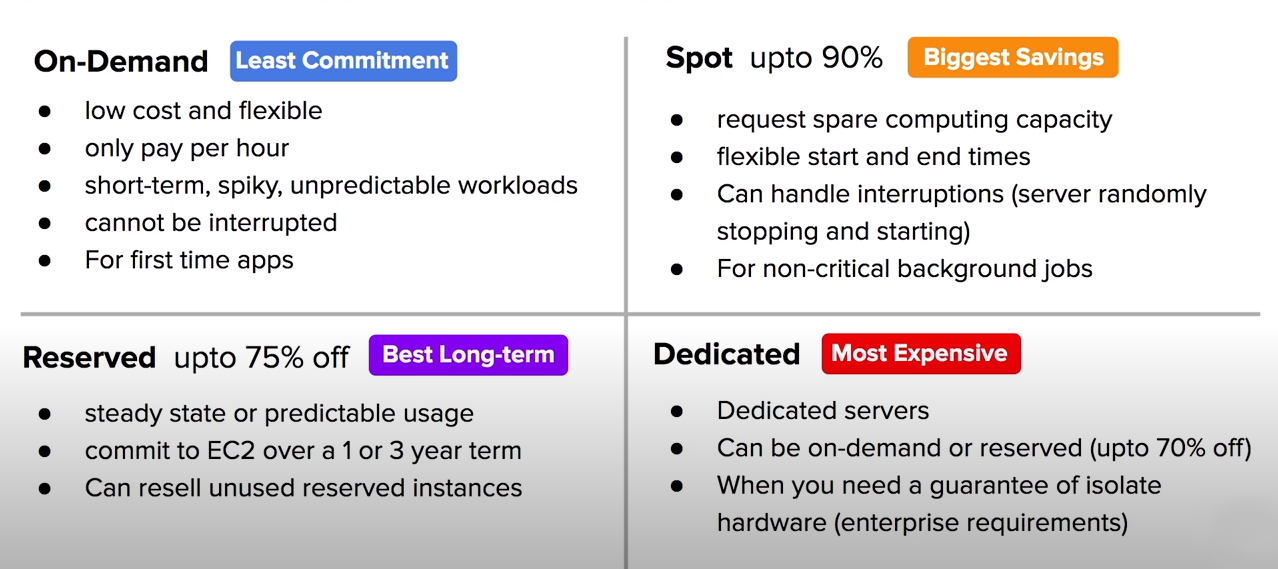 On-Demand Least Commitment
● low cost and flexible
● only pay per hour
● short-term, spiky, unpredictable workloads
● cannot be interrupted
● For first time apps
Spot upto 90% Biggest Savings
● request spare computing capacity
● flexible start and end times
● Can handle interruptions (server randomly
stopping and starting)
● For non-critical background jobs
Reserved upto 75% off Best Long-term
● steady state or predictable usage
● commit to EC2 over a 1 or 3 year term
● Can resell unused reserved instances
Dedicated Most Expensive
● Dedicated servers
● Can be on-demand or reserved (upto 70% off)
● When you need a guarantee of isolate
hardware (enterprise requirements)